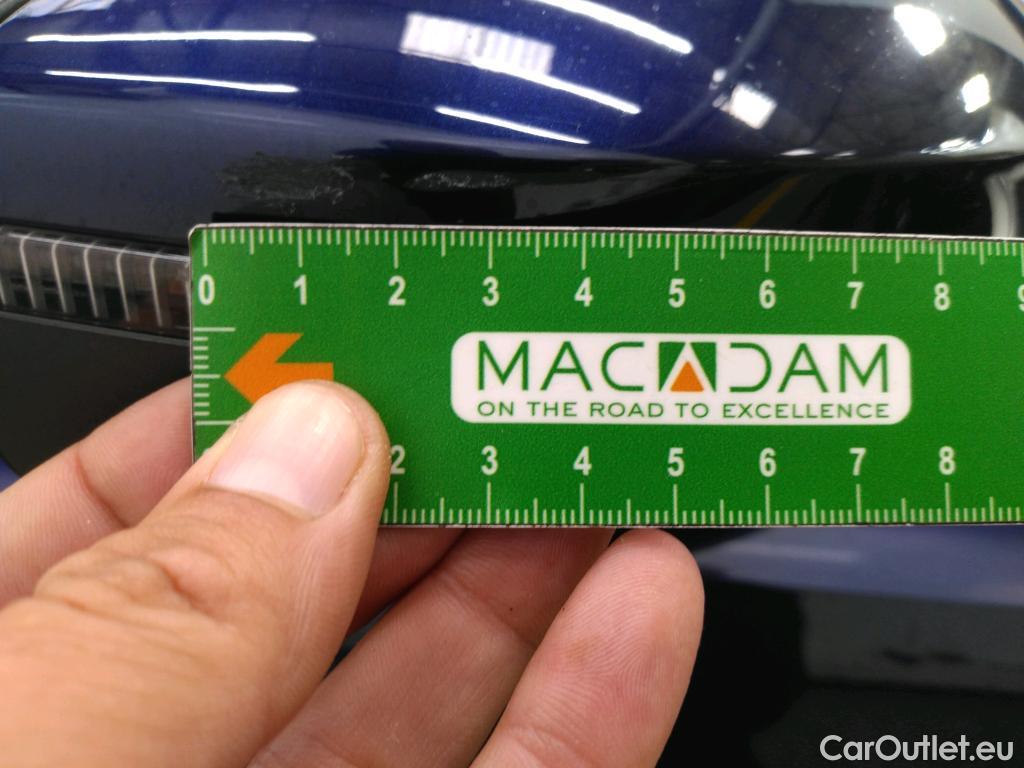 0 1 2 3 4 5 6 7 8 9
MACADAM
ON THE ROAD TO EXCELLENCE
2 3 4 5 6 7 8
CarOutlet.eu